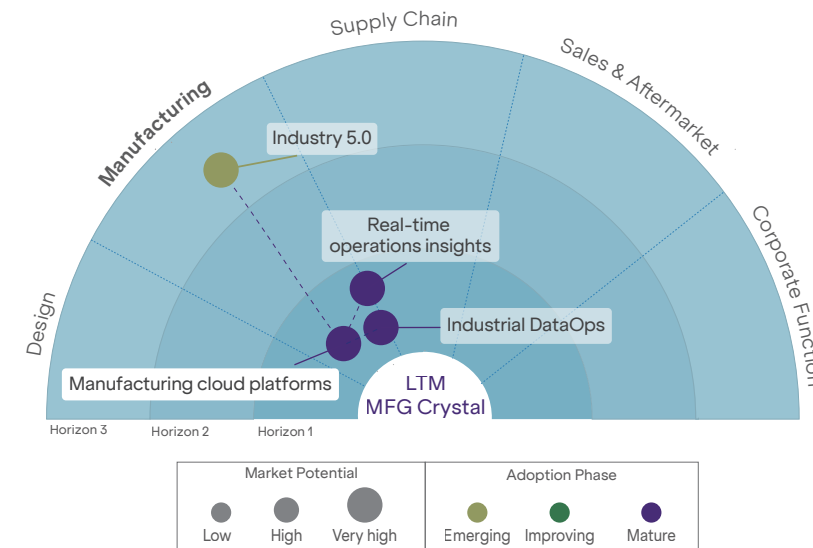 Supply Chain
Sales & Aftermarket
Manufacturing
Industry 5.0
Corporate Function
Real-time
operations insights
Design
Industrial DataOps
Manufacturing cloud platforms
LTM
MFG Crystal
Horizon 3
Horizon 2
Horizon 1
Market Potential
Adoption Phase
Low
High
Very high
Emerging
Improving
Mature